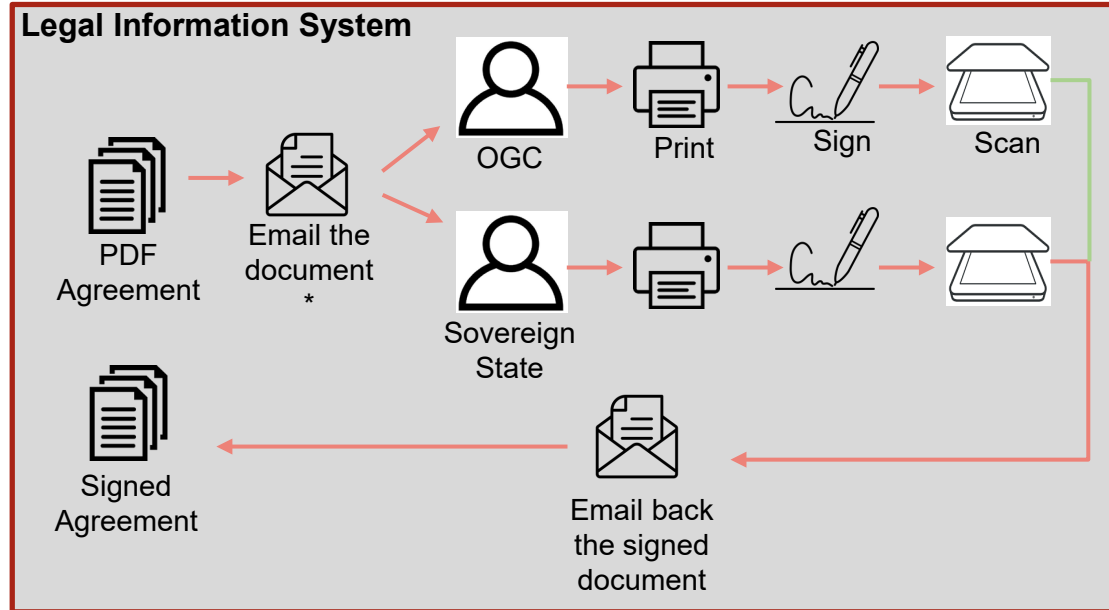 Legal Information System
OGC
Print
Sign
Scan
PDF
Agreement
Email the
document
*
Sovereign
State
Signed
Agreement
Email back
the signed
document